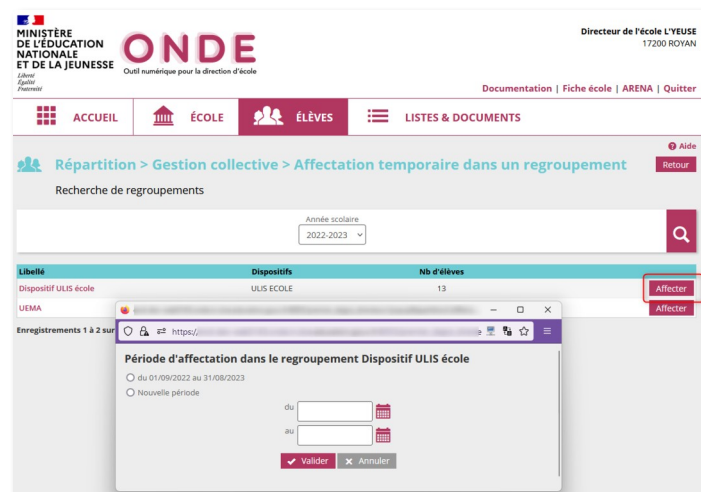 MINISTÈRE
DE L'ÉDUCATION
NATIONALE
ET DE LA JEUNESSE
Liberté
Égalité
Fraternité
ONDE
Outil numérique pour la direction d'école
Directeur de l'école L'YEUSE
17200 ROYAN
Documentation | Fiche école | ARENA | Quitter
ACCUEIL ÉCOLE ÉLÈVES LISTES & DOCUMENTS
Aide
Répartition > Gestion collective > Affectation temporaire dans un regroupement
Retour
Recherche de regroupements
Année scolaire
2022-2023
Libellé Dispositifs Nb d'élèves
Dispositif ULIS école ULIS ECOLE 13 Affecter
UEMA Affecter
Enregistrements 1 à 2 sur
https:/
Période d'affectation dans le regroupement Dispositif ULIS école
du 01/09/2022 au 31/08/2023
Nouvelle période
du
au
Valider Annuler